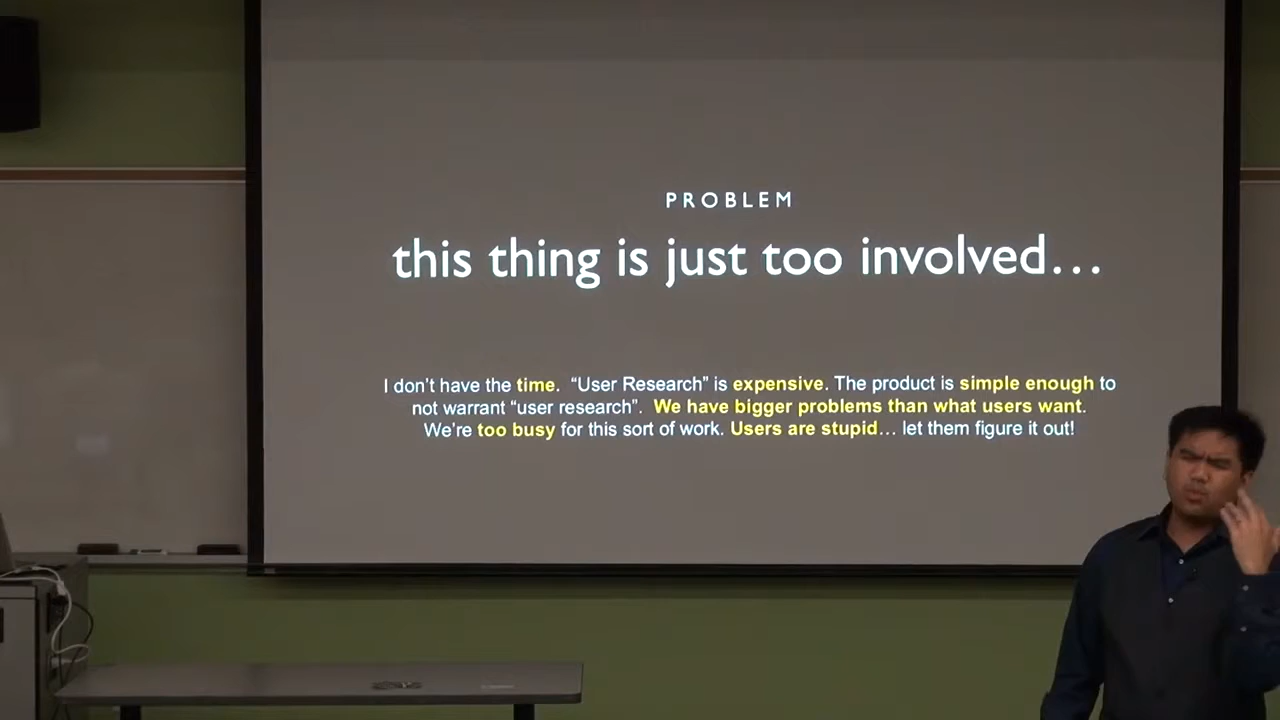 PROBLEM
this thing is just too involved…
I don't have the time.  “User Research” is expensive. The product is simple enough to
not warrant “user research”.  We have bigger problems than what users want.
We're too busy for this sort of work. Users are stupid… let them figure it out!